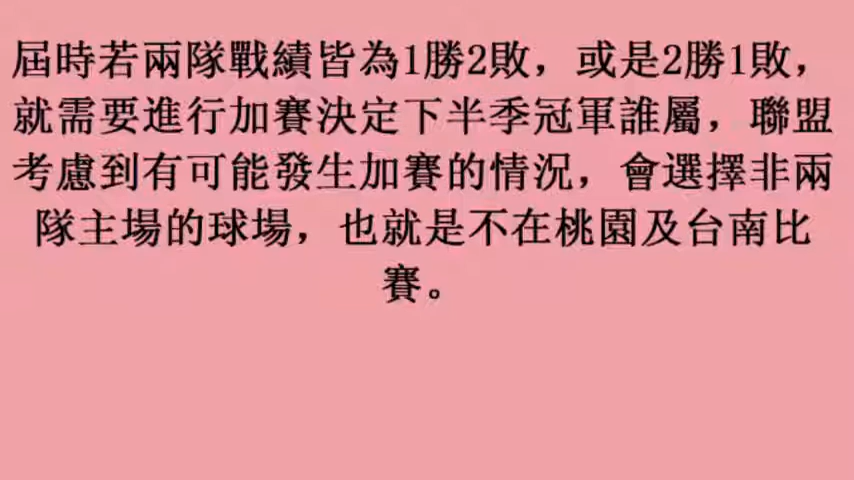 屆時若兩隊戰績皆為1勝2敗，或是2勝1敗，
就需要進行加賽決定下半季冠軍誰屬，聯盟
考慮到有可能發生加賽的情況，會選擇非兩
隊主場的球場，也就是不在桃園及台南比
賽。